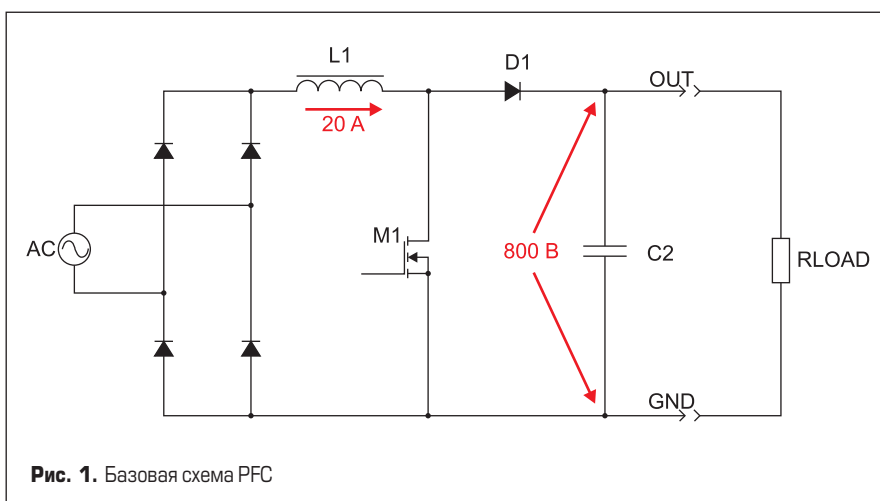 L1
D1
OUT
20 A
M1
AC
800 В
C2
RLOAD
GND
Рис. 1. Базовая схема PFC